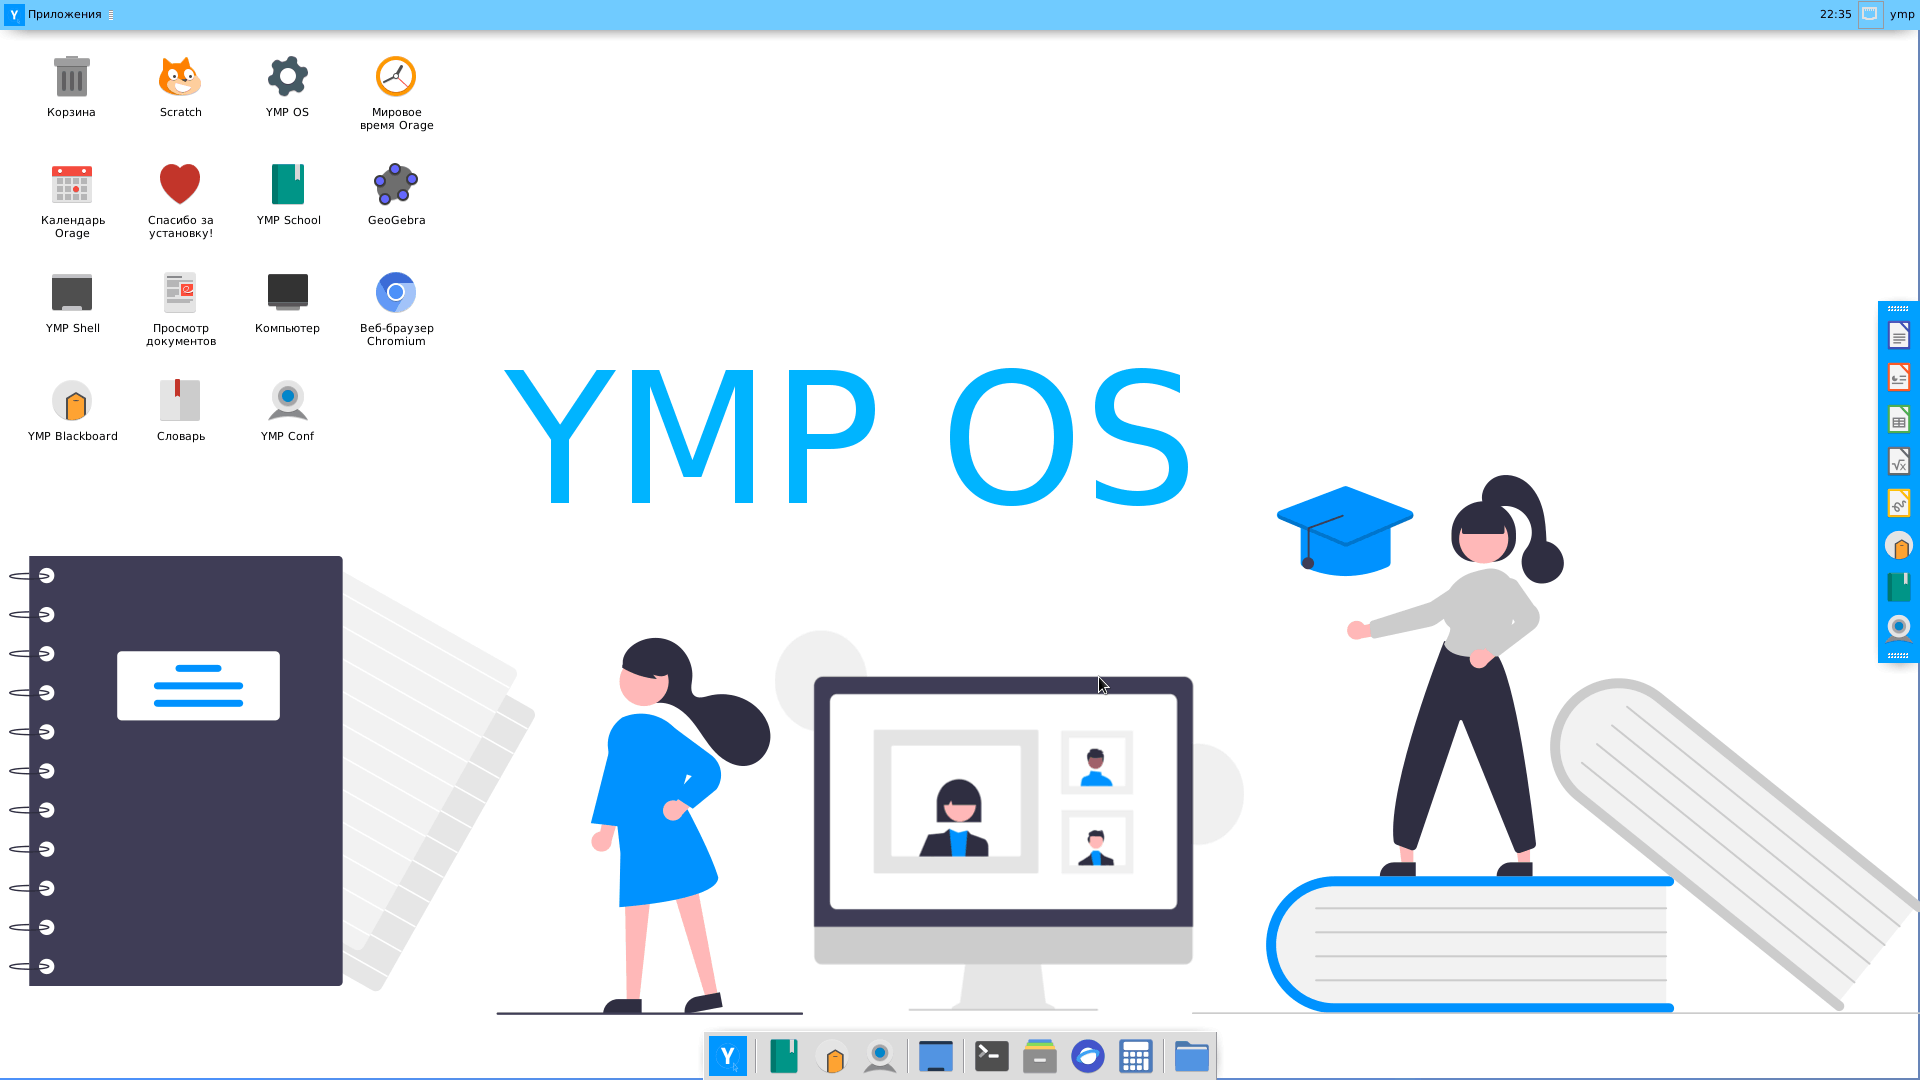 Y Приложения
22:35
ymp
Корзина
Scratch
YMP OS
Мировое
время Orage
Календарь
Orage
Спасибо за
установку!
YMP School
GeoGebra
YMP Shell
Просмотр
документов
Компьютер
Веб-браузер
Chromium
YMP Blackboard
Словарь
YMP Conf
YMP OS
Y